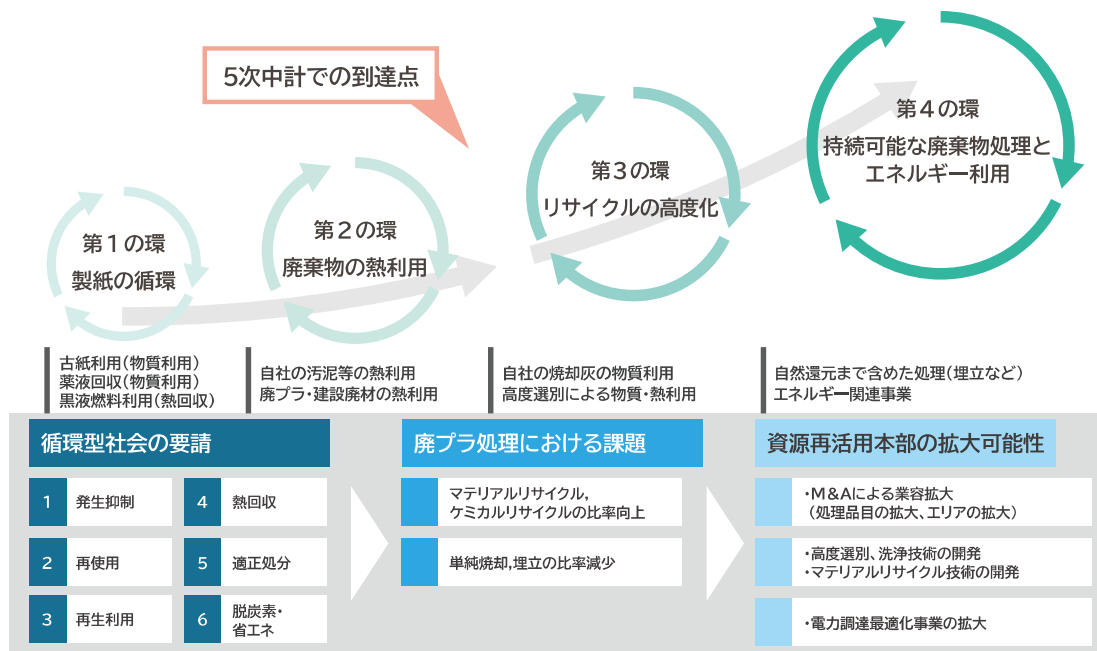 5次中計での到達点
第1の環
製紙の循環
第2の環
廃棄物の熱利用
第3の環
リサイクルの高度化
第4の環
持続可能な廃棄物処理と
エネルギー利用
古紙利用(物質利用)
薬液回収(物質利用)
黒液燃料利用(熱回収)
自社の汚泥等の熱利用
廃プラ・建設廃材の熱利用
自社の焼却灰の物質利用
高度選別による物質・熱利用
自然還元まで含めた処理(埋立など)
エネルギー関連事業
循環型社会の要請
1 発生抑制
2 再使用
3 再生利用
4 熱回収
5 適正処分
6 脱炭素・
省エネ
廃プラ処理における課題
マテリアルリサイクル,
ケミカルリサイクルの比率向上
単純焼却,埋立の比率減少
資源再活用本部の拡大可能性
・M&Aによる業容拡大
(処理品目の拡大、エリアの拡大)
・高度選別、洗浄技術の開発
・マテリアルリサイクル技術の開発
・電力調達最適化事業の拡大